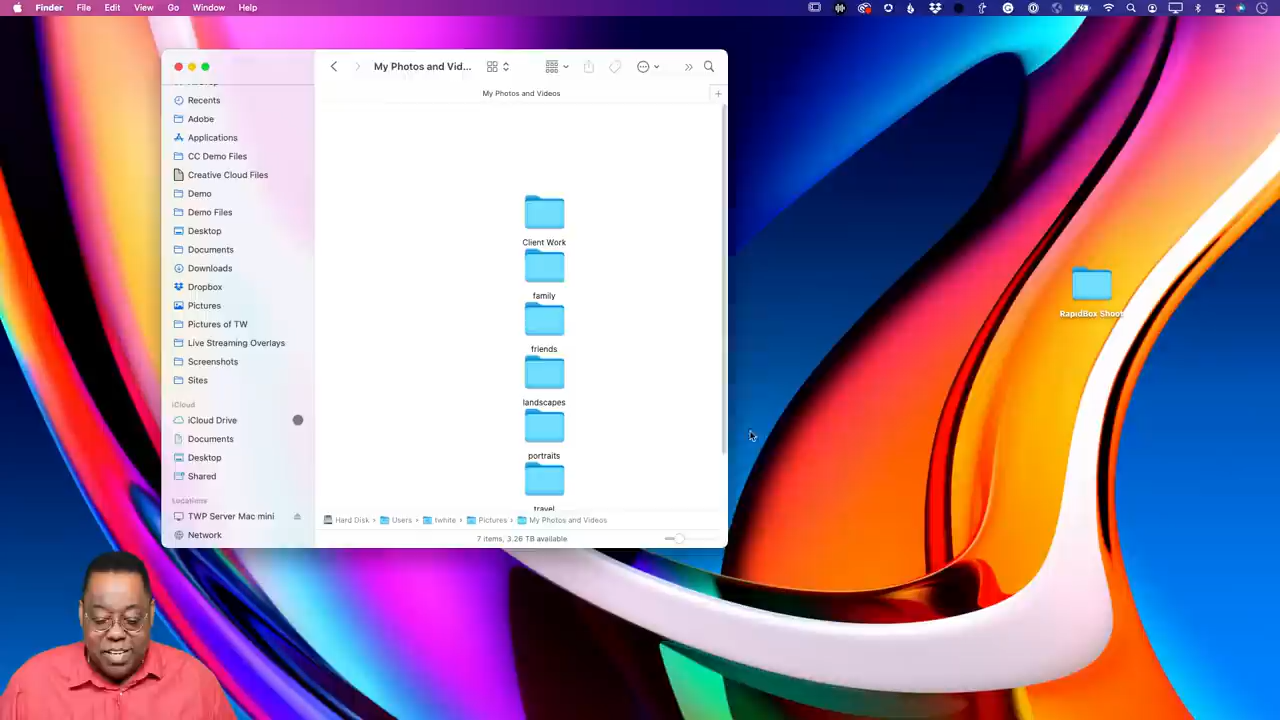 Finder File Edit View Go Window Help
My Photos and Vid...
My Photos and Videos
Recents
Adobe
Applications
CC Demo Files
Creative Cloud Files
Demo
Demo Files
Desktop
Documents
Downloads
Dropbox
Pictures
Pictures of TW
Live Streaming Overlays
Screenshots
Sites
iCloud
iCloud Drive
Documents
Desktop
Shared
Locations
TWP Server Mac mini
Network
Client Work
family
friends
landscapes
portraits
travel
Hard Disk › Users › twhite › Pictures › My Photos and Videos
7 items, 3.26 TB available
RapidBox Shoot